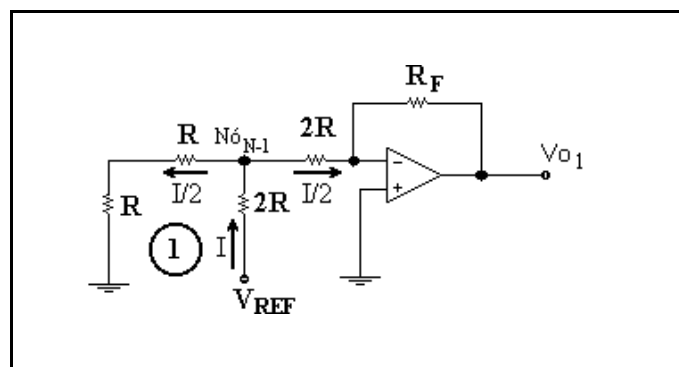 R_F
2R
R
Nó_N-1
Vo_1
−
+
I/2
I/2
R
2R
1
I
V_REF